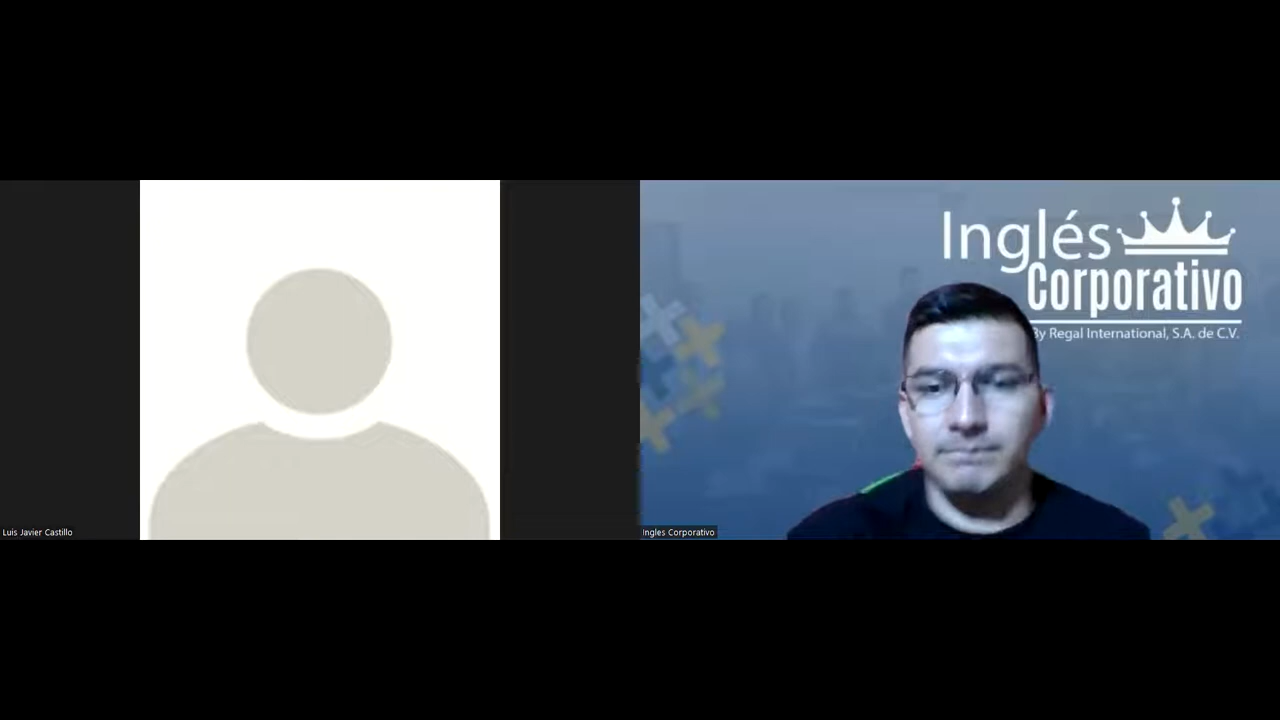 Inglés
Corporativo
By Regal International, S.A. de C.V.
Luis Javier Castillo
Ingles Corporativo